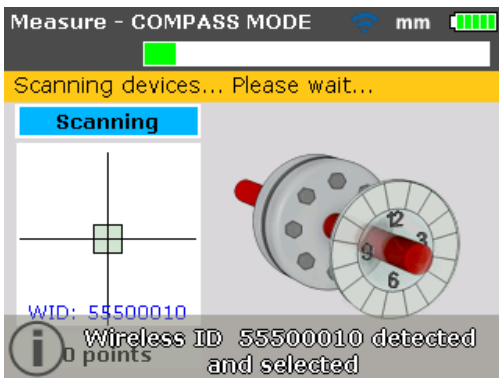 Measure - COMPASS MODE mm
Scanning devices... Please wait...
Scanning
12
3
9
6
WID: 55500010
Wireless ID 55500010 detected
0 points
and selected